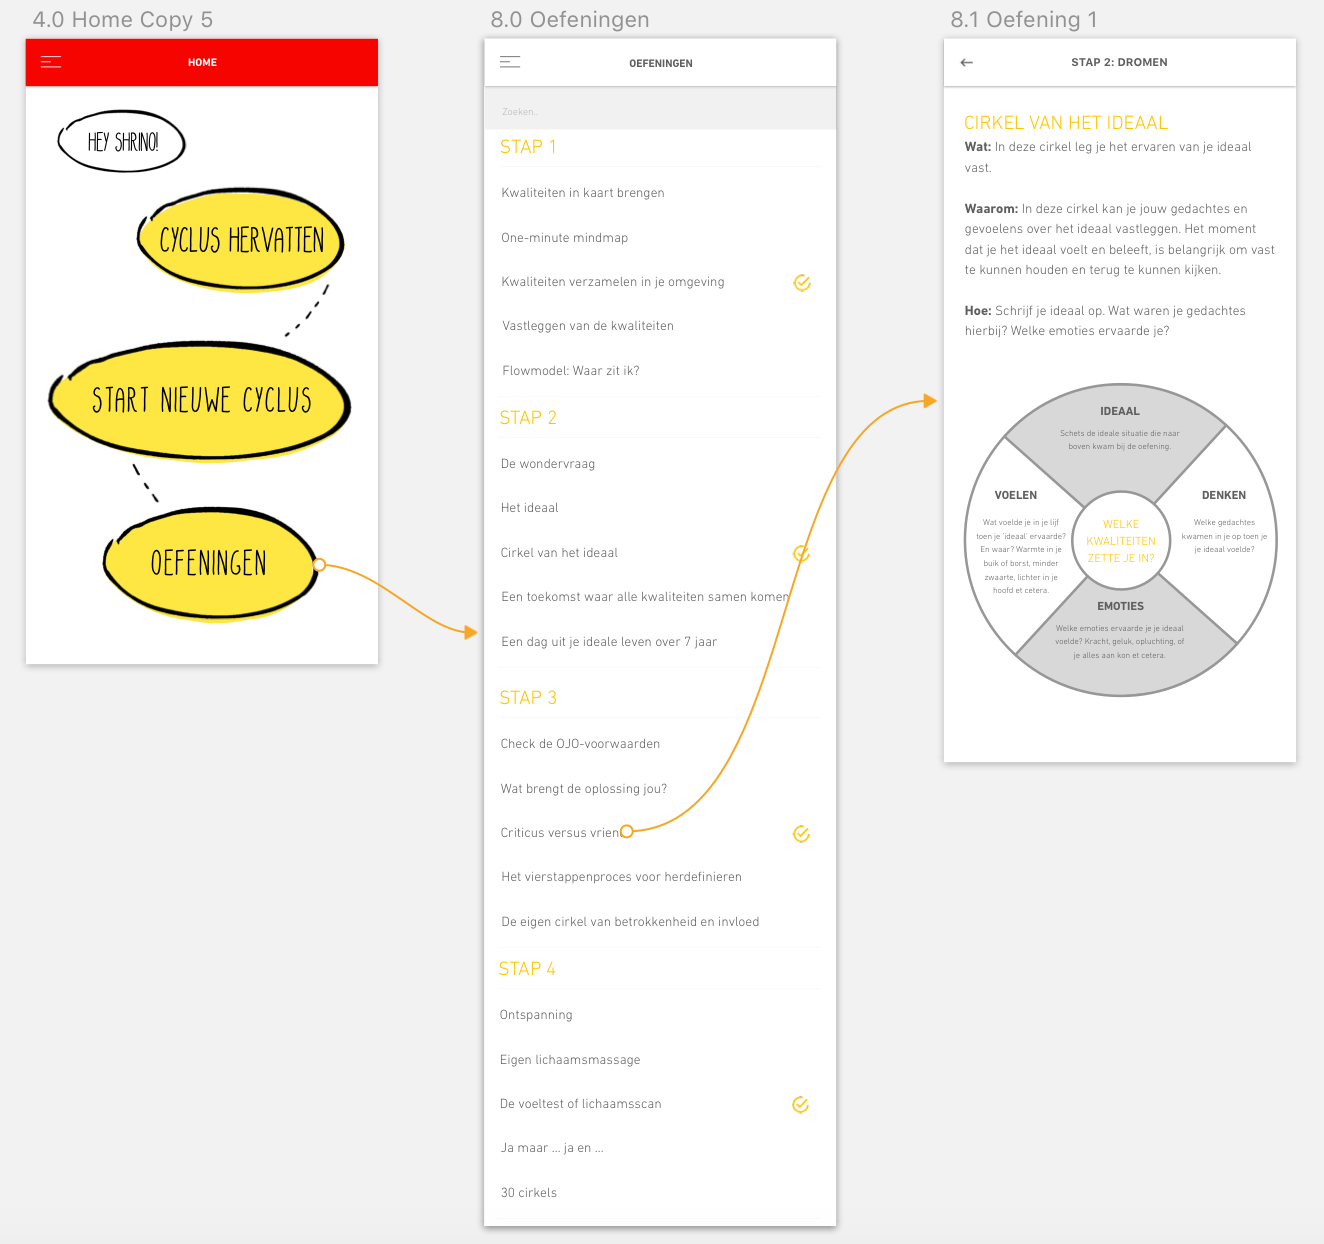 4.0 Home Copy 5
HOME
HEY SHRINO!
CYCLUS HERVATTEN
START NIEUWE CYCLUS
OEFENINGEN
8.0 Oefeningen
OEFENINGEN
Zoeken..
STAP 1
Kwaliteiten in kaart brengen
One-minute mindmap
Kwaliteiten verzamelen in je omgeving
Vastleggen van de kwaliteiten
Flowmodel: Waar zit ik?
STAP 2
De wondervraag
Het ideaal
Cirkel van het ideaal
Een toekomst waar alle kwaliteiten samen komen
Een dag uit je ideale leven over 7 jaar
STAP 3
Check de OJO-voorwaarden
Wat brengt de oplossing jou?
Criticus versus vrien
Het vierstappenproces voor herdefinieren
De eigen cirkel van betrokkenheid en invloed
STAP 4
Ontspanning
Eigen lichaamsmassage
De voeltest of lichaamsscan
Ja maar ... ja en ...
30 cirkels
8.1 Oefening 1
STAP 2: DROMEN
CIRKEL VAN HET IDEAAL
Wat: In deze cirkel leg je het ervaren van je ideaal
vast.
Waarom: In deze cirkel kan je jouw gedachtes en
gevoelens over het ideaal vastleggen. Het moment
dat je het ideaal voelt en beleeft, is belangrijk om vast
te kunnen houden en terug te kunnen kijken.
Hoe: Schrijf je ideaal op. Wat waren je gedachtes
hierbij? Welke emoties ervaarde je?
IDEAAL
Schets de ideale situatie die naar
boven kwam bij de oefening.
VOELEN
Wat voelde je in je lijf
toen je 'ideaal' ervaarde?
En waar? Warmte in je
buik of borst, minder
zwaarte, lichter in je
hoofd et cetera.
WELKE
KWALITEITEN
ZETTE JE IN?
DENKEN
Welke gedachtes
kwamen in je op toen je
je ideaal voelde?
EMOTIES
Welke emoties ervaarde je je ideaal
voelde? Kracht, geluk, opluchting, of
je alles aan kon et cetera.